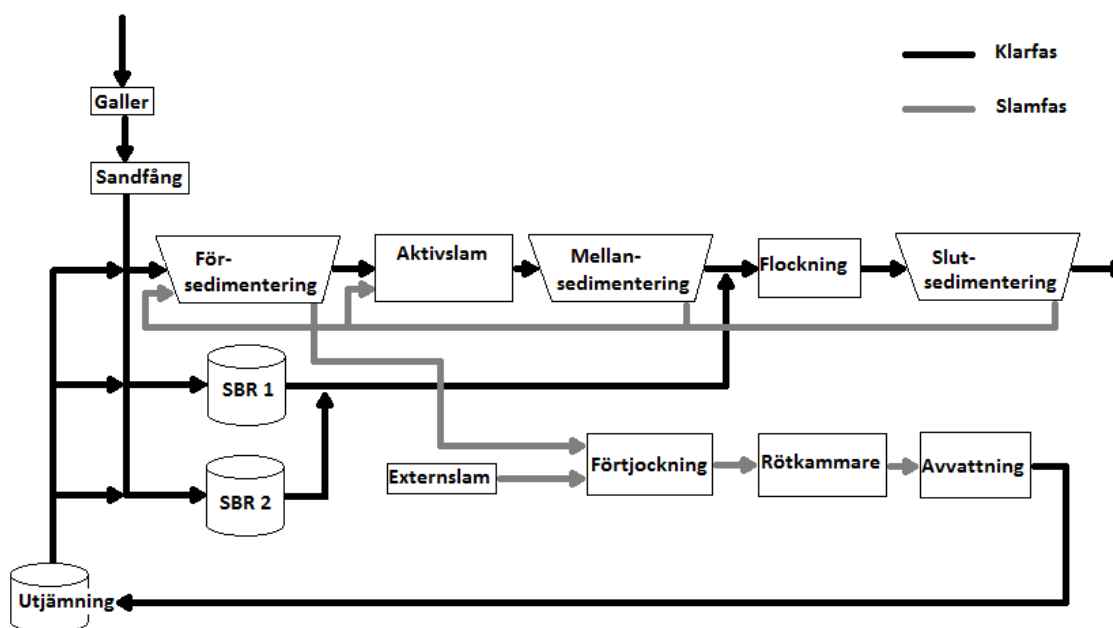 Klarfas
Slamfas
Galler
Sandfång
För-
sedimentering
Aktivslam
Mellan-
sedimentering
Flockning
Slut-
sedimentering
SBR 1
SBR 2
Externslam
Förtjockning
Rötkammare
Avvattning
Utjämning